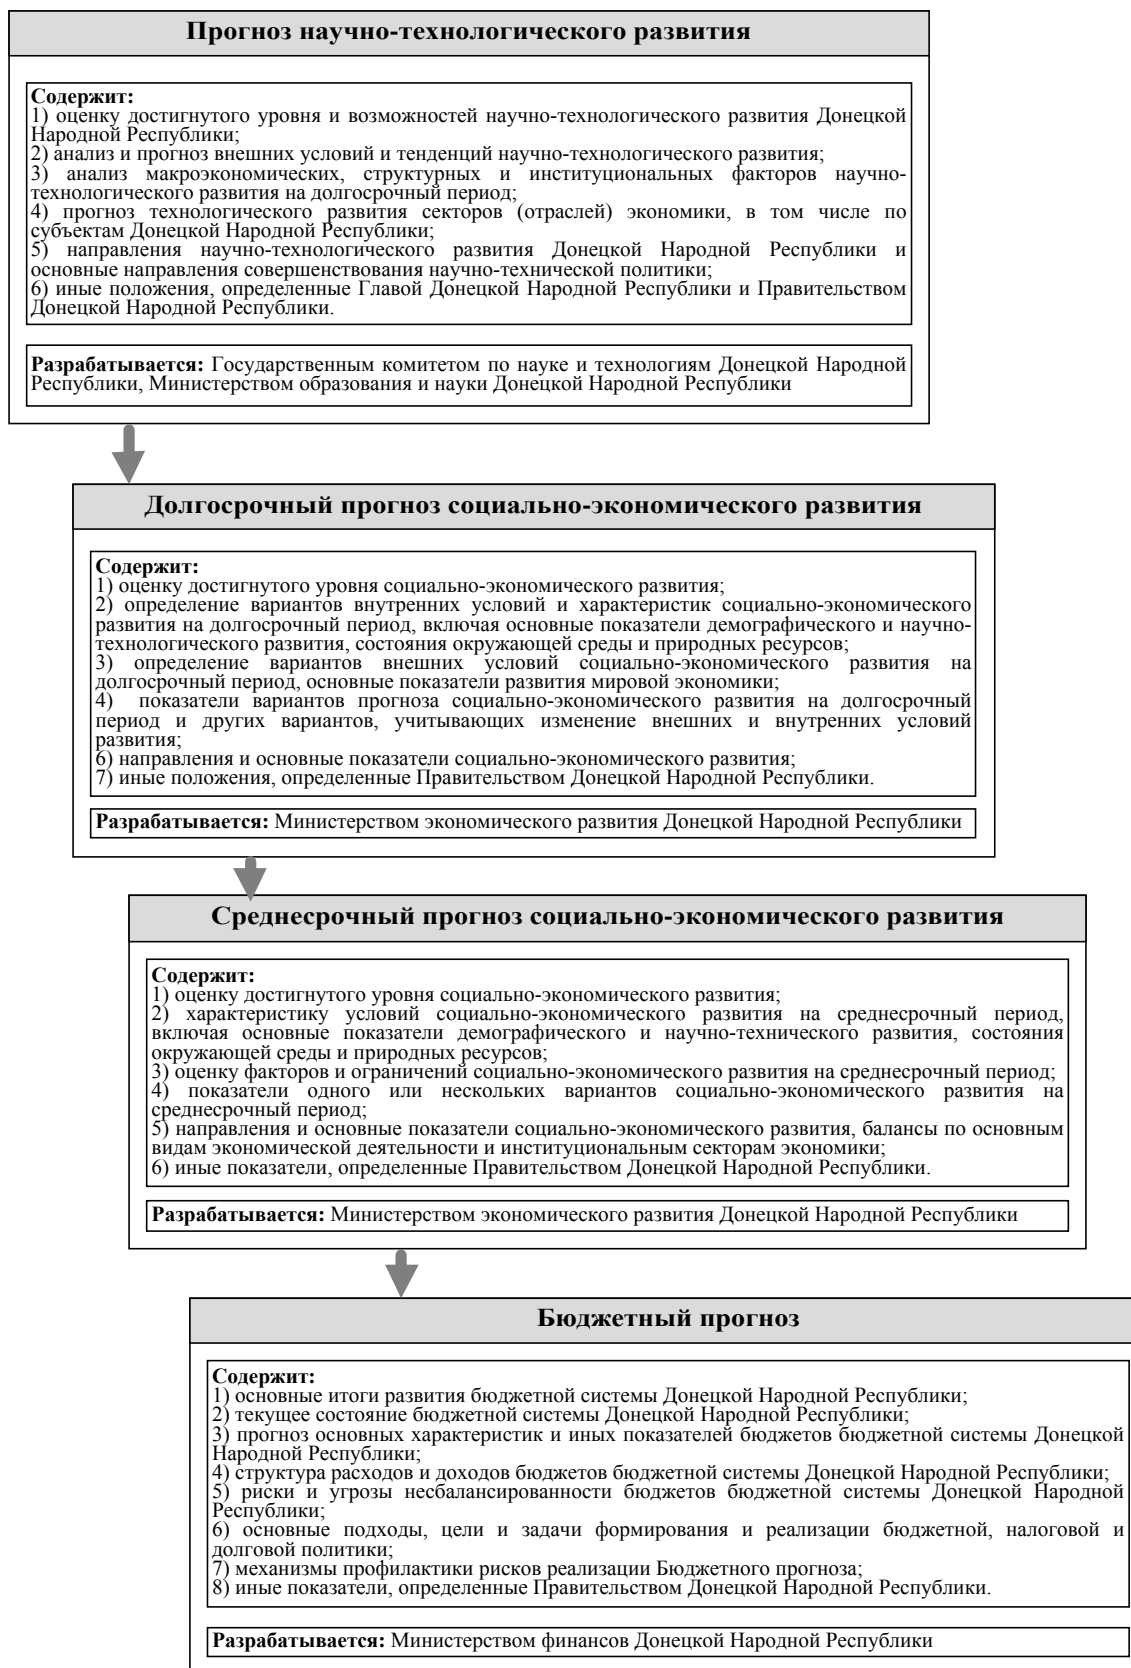 Прогноз научно-технологического развития
Содержит:
1) оценку достигнутого уровня и возможностей научно-технологического развития Донецкой
Народной Республики;
2) анализ и прогноз внешних условий и тенденций научно-технологического развития;
3) анализ макроэкономических, структурных и институциональных факторов научно-
технологического развития на долгосрочный период;
4) прогноз технологического развития секторов (отраслей) экономики, в том числе по
субъектам Донецкой Народной Республики;
5) направления научно-технологического развития Донецкой Народной Республики и
основные направления совершенствования научно-технической политики;
6) иные положения, определенные Главой Донецкой Народной Республики и Правительством
Донецкой Народной Республики.
Разрабатывается: Государственным комитетом по науке и технологиям Донецкой Народной
Республики, Министерством образования и науки Донецкой Народной Республики
Долгосрочный прогноз социально-экономического развития
Содержит:
1) оценку достигнутого уровня социально-экономического развития;
2) определение вариантов внутренних условий и характеристик социально-экономического
развития на долгосрочный период, включая основные показатели демографического и научно-
технологического развития, состояния окружающей среды и природных ресурсов;
3) определение вариантов внешних условий социально-экономического развития на
долгосрочный период, основные показатели развития мировой экономики;
4) показатели вариантов прогноза социально-экономического развития на долгосрочный
период и других вариантов, учитывающих изменение внешних и внутренних условий
развития;
6) направления и основные показатели социально-экономического развития;
7) иные положения, определенные Правительством Донецкой Народной Республики.
Разрабатывается: Министерством экономического развития Донецкой Народной Республики
Среднесрочный прогноз социально-экономического развития
Содержит:
1) оценку достигнутого уровня социально-экономического развития;
2) характеристику условий социально-экономического развития на среднесрочный период,
включая основные показатели демографического и научно-технического развития, состояния
окружающей среды и природных ресурсов;
3) оценку факторов и ограничений социально-экономического развития на среднесрочный период;
4) показатели одного или нескольких вариантов социально-экономического развития на
среднесрочный период;
5) направления и основные показатели социально-экономического развития, балансы по основным
видам экономической деятельности и институциональным секторам экономики;
6) иные показатели, определенные Правительством Донецкой Народной Республики.
Разрабатывается: Министерством экономического развития Донецкой Народной Республики
Бюджетный прогноз
Содержит:
1) основные итоги развития бюджетной системы Донецкой Народной Республики;
2) текущее состояние бюджетной системы Донецкой Народной Республики;
3) прогноз основных характеристик и иных показателей бюджетов бюджетной системы Донецкой
Народной Республики;
4) структура расходов и доходов бюджетов бюджетной системы Донецкой Народной Республики;
5) риски и угрозы несбалансированности бюджетов бюджетной системы Донецкой Народной
Республики;
6) основные подходы, цели и задачи формирования и реализации бюджетной, налоговой и
долговой политики;
7) механизмы профилактики рисков реализации Бюджетного прогноза;
8) иные показатели, определенные Правительством Донецкой Народной Республики.
Разрабатывается: Министерством финансов Донецкой Народной Республики